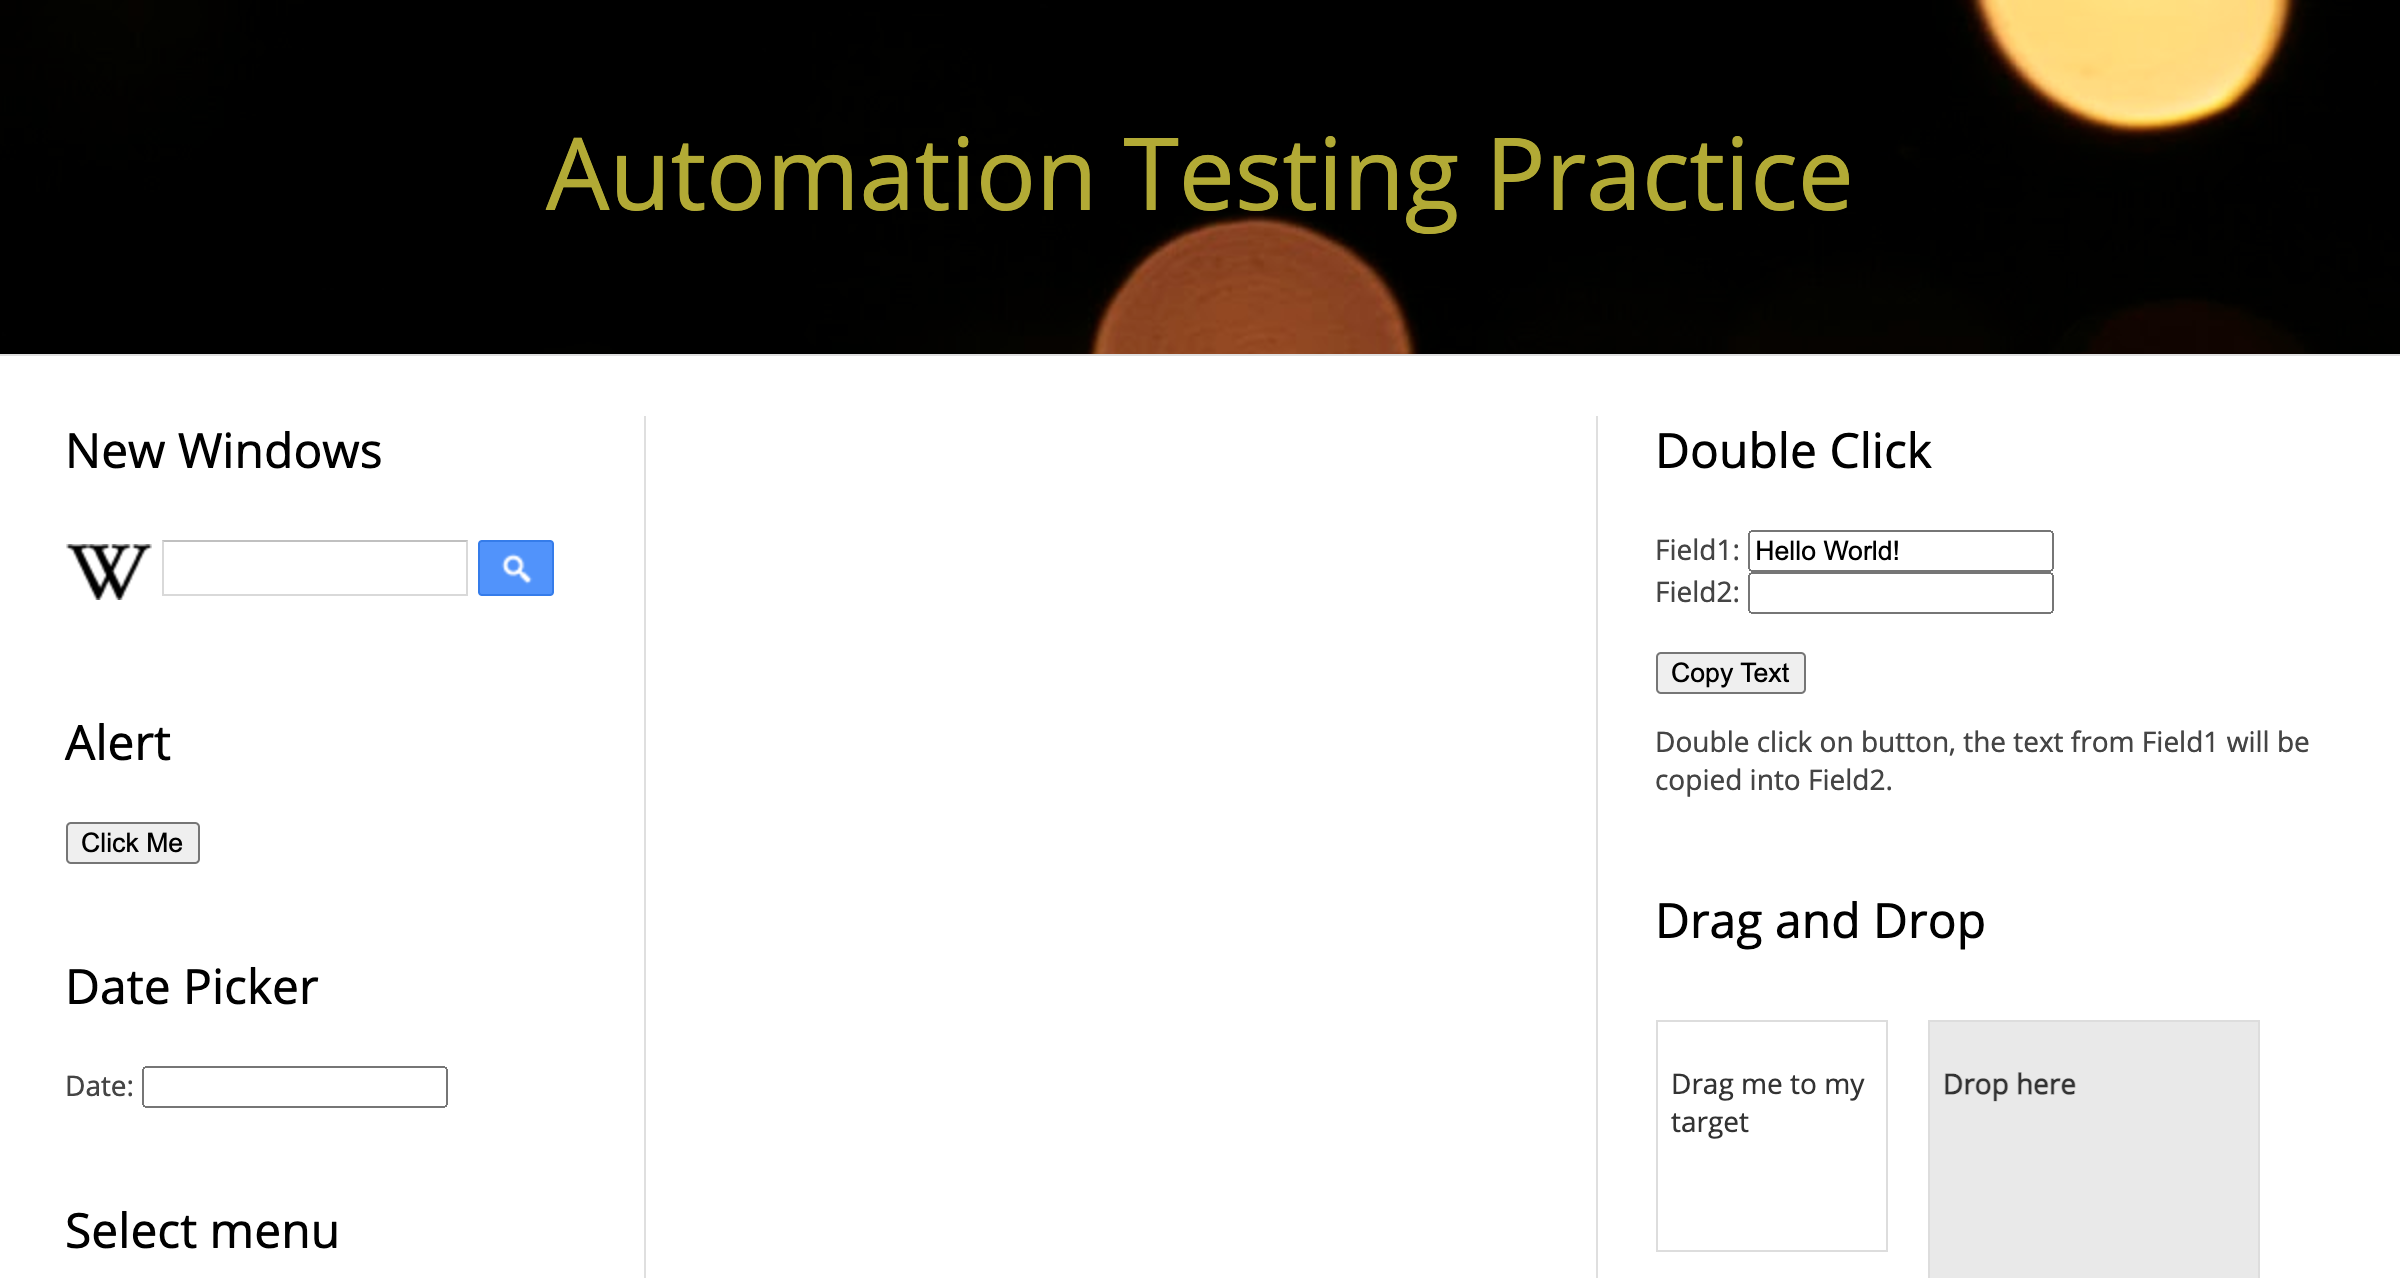 Automation Testing Practice
New Windows
W
Alert
Click Me
Date Picker
Date:
Select menu
Double Click
Field1: Hello World!
Field2:
Copy Text
Double click on button, the text from Field1 will be
copied into Field2.
Drag and Drop
Drag me to my
target
Drop here